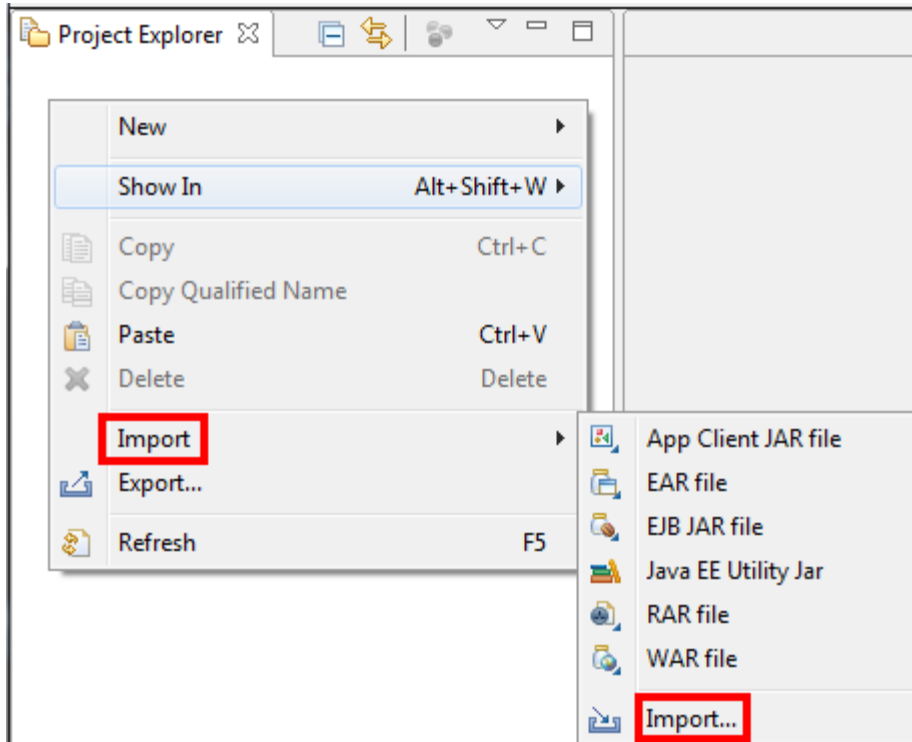 Project Explorer
New
Show In Alt+Shift+W
Copy Ctrl+C
Copy Qualified Name
Paste Ctrl+V
Delete Delete
Import
Export...
Refresh F5
App Client JAR file
EAR file
EJB JAR file
Java EE Utility Jar
RAR file
WAR file
Import...